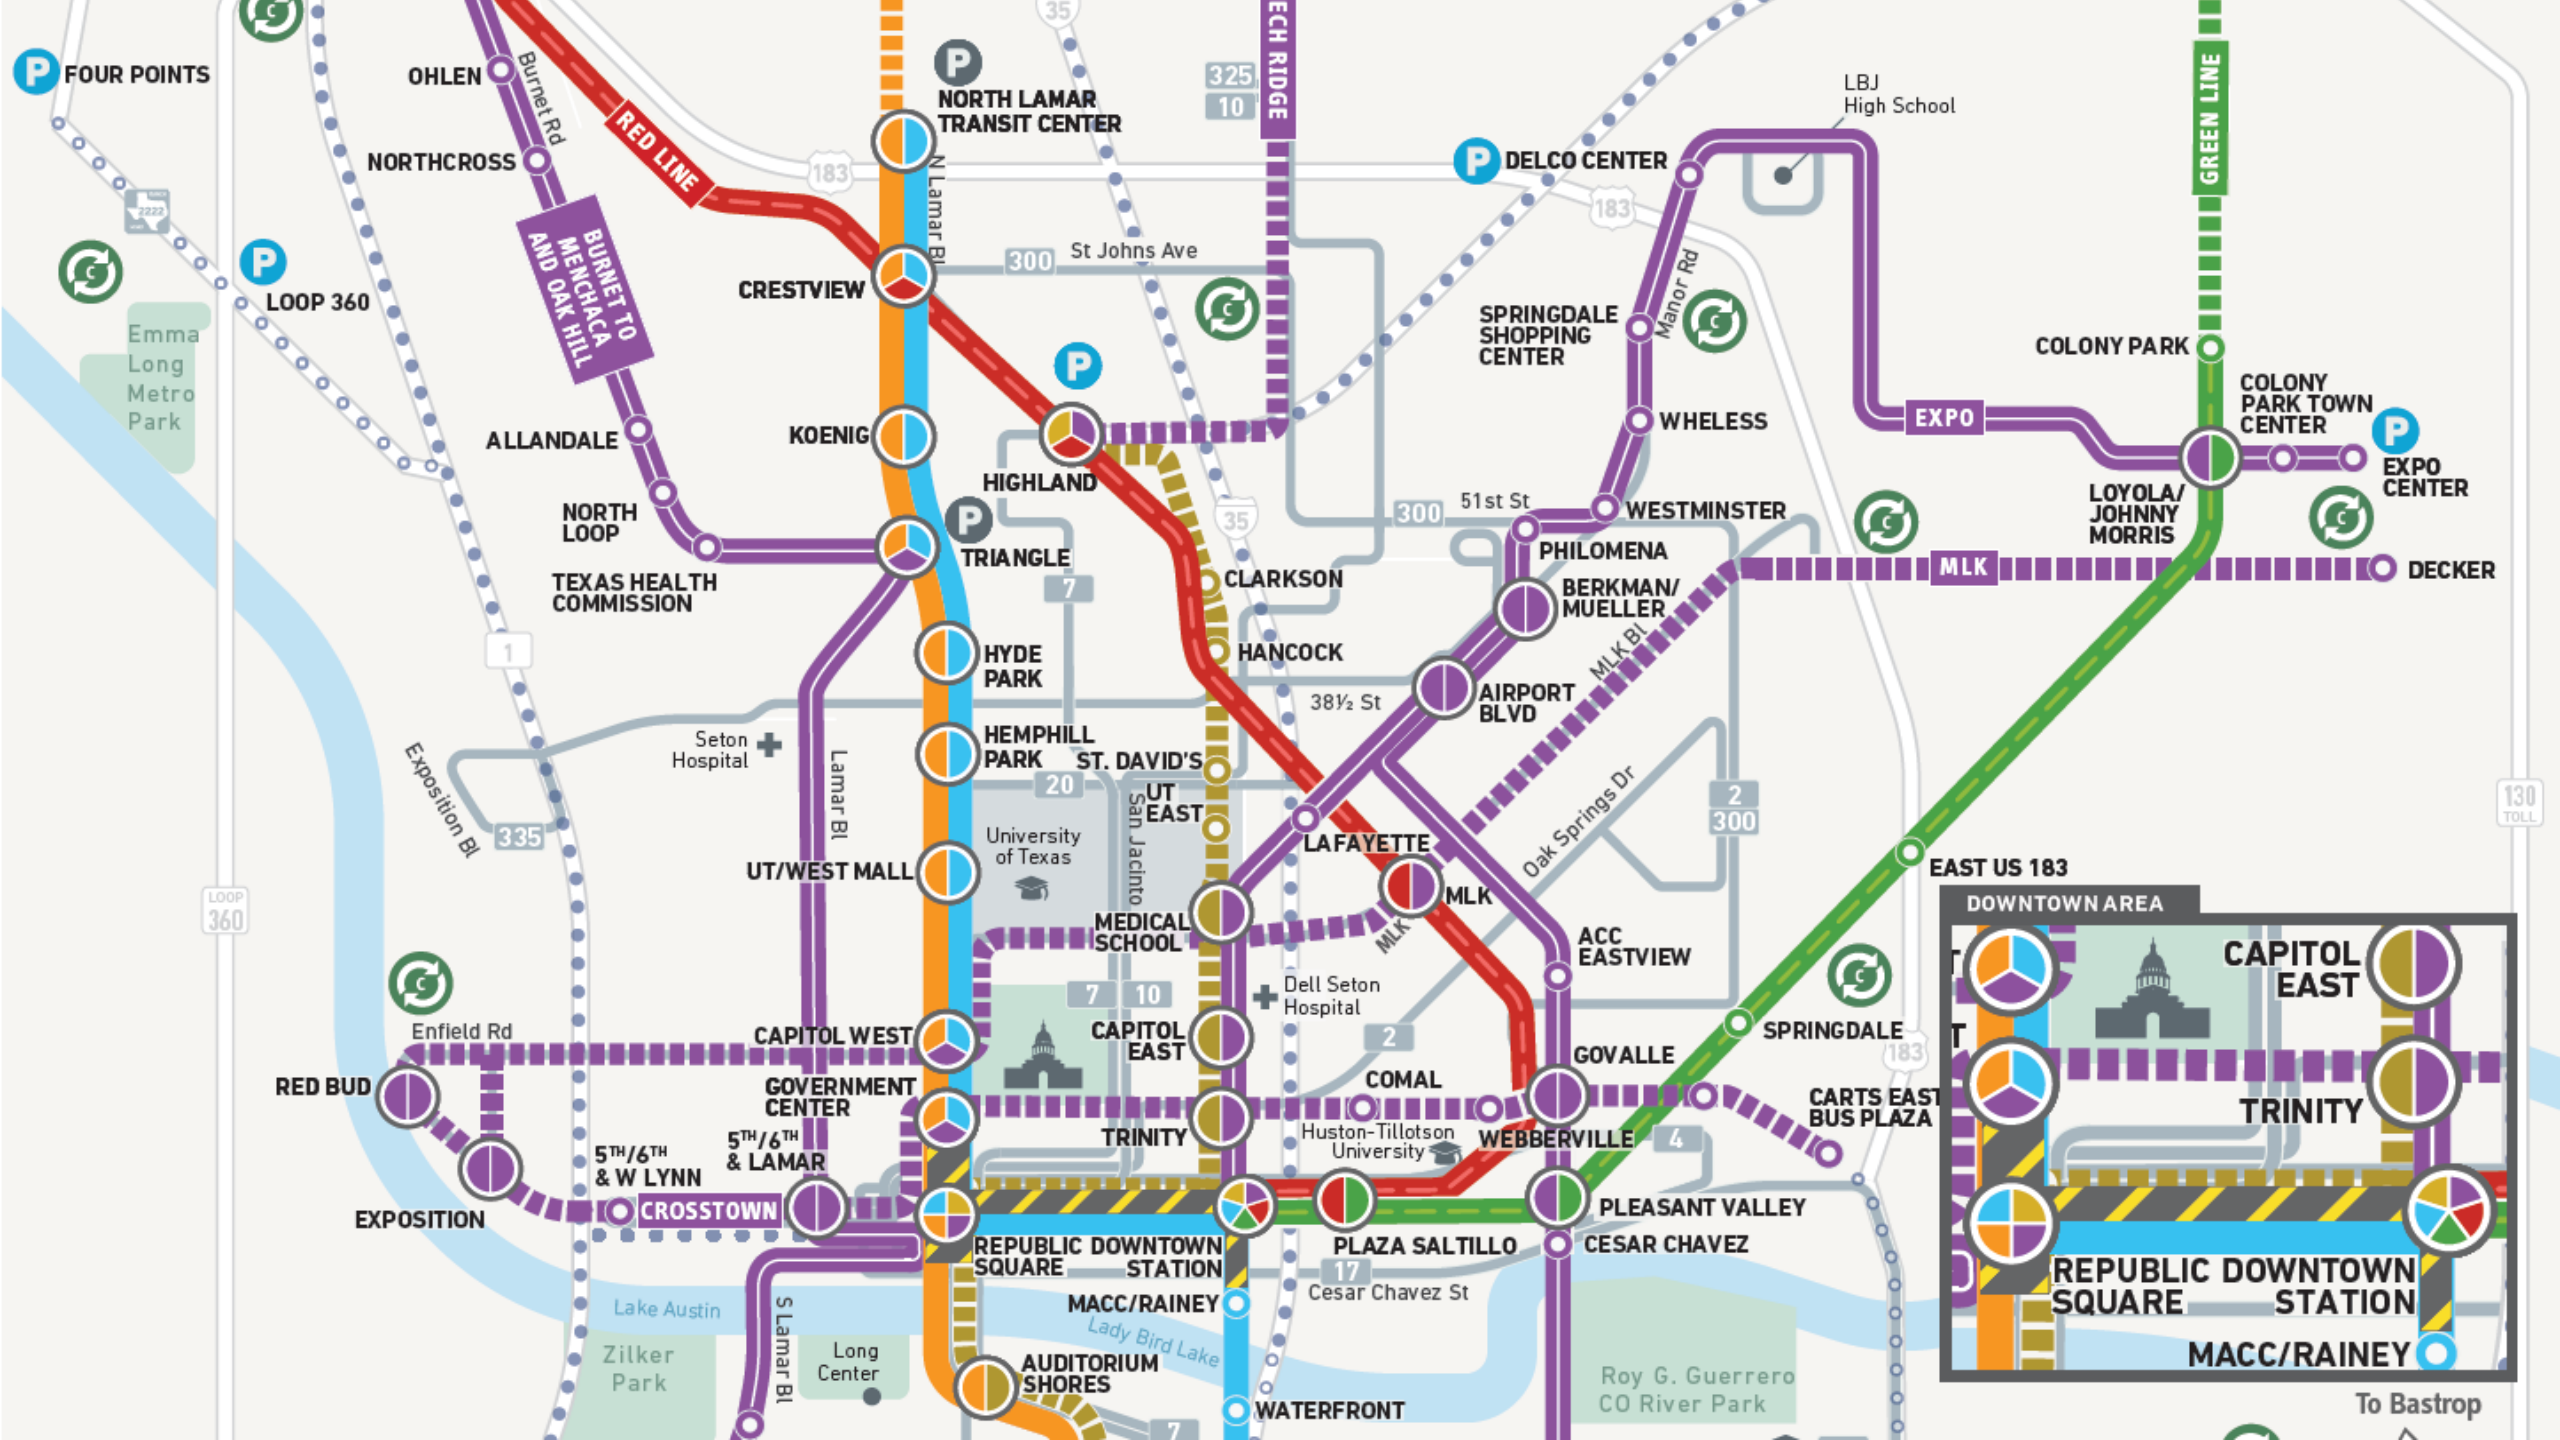 35
P
FOUR POINTS
OHLEN
Burnet Rd
RED LINE
P
NORTH LAMAR
TRANSIT CENTER
325
10
ECH RIDGE
LBJ
High School
GREEN LINE
NORTHCROSS
183
N Lamar Bl
P
DELCO CENTER
183
2222
C
P
LOOP 360
BURNET TO
MENCHACA
AND OAK HILL
CRESTVIEW
300
St Johns Ave
C
SPRINGDALE
SHOPPING
CENTER
Manor Rd
C
COLONY PARK
Emma
Long
Metro
Park
P
COLONY
PARK TOWN
CENTER
P
EXPO
CENTER
ALLANDALE
KOENIG
HIGHLAND
WHELESS
EXPO
NORTH
LOOP
P
TRIANGLE
35
300
51st St
WESTMINSTER
C
LOYOLA/
JOHNNY
MORRIS
C
PHILOMENA
MLK
DECKER
TEXAS HEALTH
COMMISSION
7
CLARKSON
BERKMAN/
MUELLER
1
HYDE
PARK
HANCOCK
MLK Bl
38½ St
AIRPORT
BLVD
Exposition Bl
Seton
Hospital
Lamar Bl
HEMPHILL
PARK
ST. DAVID'S
20
UT
EAST
San Jacinto
Oak Springs Dr
2
300
130
TOLL
335
University
of Texas
LAFAYETTE
UT/WEST MALL
MLK
EAST US 183
LOOP
360
MEDICAL
SCHOOL
MLK
ACC
EASTVIEW
C
Enfield Rd
7
10
Dell Seton
Hospital
C
SPRINGDALE
183
CAPITOL WEST
CAPITOL
EAST
2
GOVALLE
RED BUD
GOVERNMENT
CENTER
COMAL
CARTS EAST
BUS PLAZA
5TH/6TH
& W LYNN
5TH/6TH
& LAMAR
TRINITY
Huston-Tillotson
University
WEBBERVILLE
4
EXPOSITION
CROSSTOWN
PLEASANT VALLEY
REPUBLIC
SQUARE
DOWNTOWN
STATION
PLAZA SALTILLO
CESAR CHAVEZ
17
Cesar Chavez St
Lake Austin
S Lamar Bl
MACC/RAINEY
Lady Bird Lake
Zilker
Park
Long
Center
AUDITORIUM
SHORES
WATERFRONT
7
Roy G. Guerrero
CO River Park
DOWNTOWN AREA
T
CAPITOL
EAST
T
TRINITY
REPUBLIC
SQUARE
DOWNTOWN
STATION
MACC/RAINEY
To Bastrop